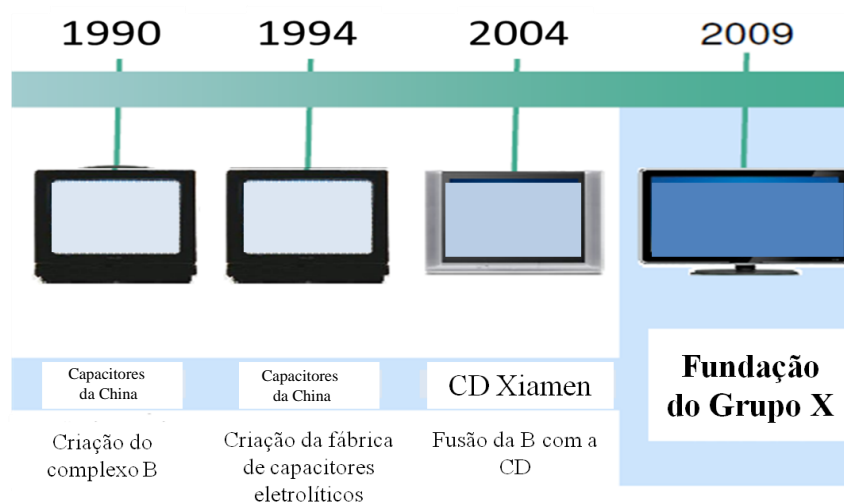 1990
1994
2004
2009
Capacitores
da China
Capacitores
da China
CD Xiamen
Fundação
do Grupo X
Criação do
complexo B
Criação da fábrica
de capacitores
eletrolíticos
Fusão da B com a
CD